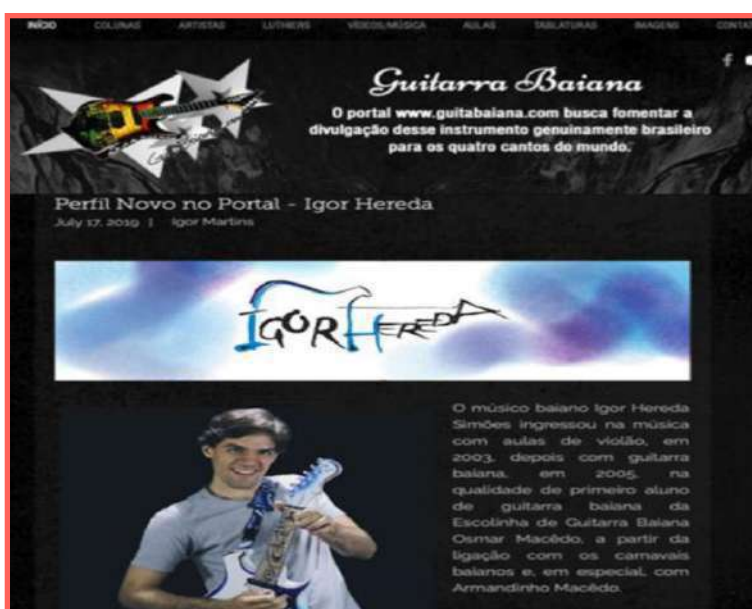 INÍCIO COLUNAS ARTISTAS LUTHIERS VÍDEOS/MÚSICA AULAS TABLATURAS IMAGENS
Guitarra Baiana
O portal www.guitabaiana.com busca fomentar a
divulgação desse instrumento genuinamente brasileiro
para os quatro cantos do mundo.
Perfil Novo no Portal - Igor Hereda
July 17, 2019 | Igor Martins
IGOR HEREDA
O músico baiano Igor Hereda
Simões ingressou na música
com aulas de violão, em
2003, depois com guitarra
baiana, em 2005, na
qualidade de primeiro aluno
de guitarra baiana da
Escolinha de Guitarra Baiana
Osmar Macêdo, a partir da
ligação com os carnavais
baianos e, em especial, com
Armandinho Macêdo.